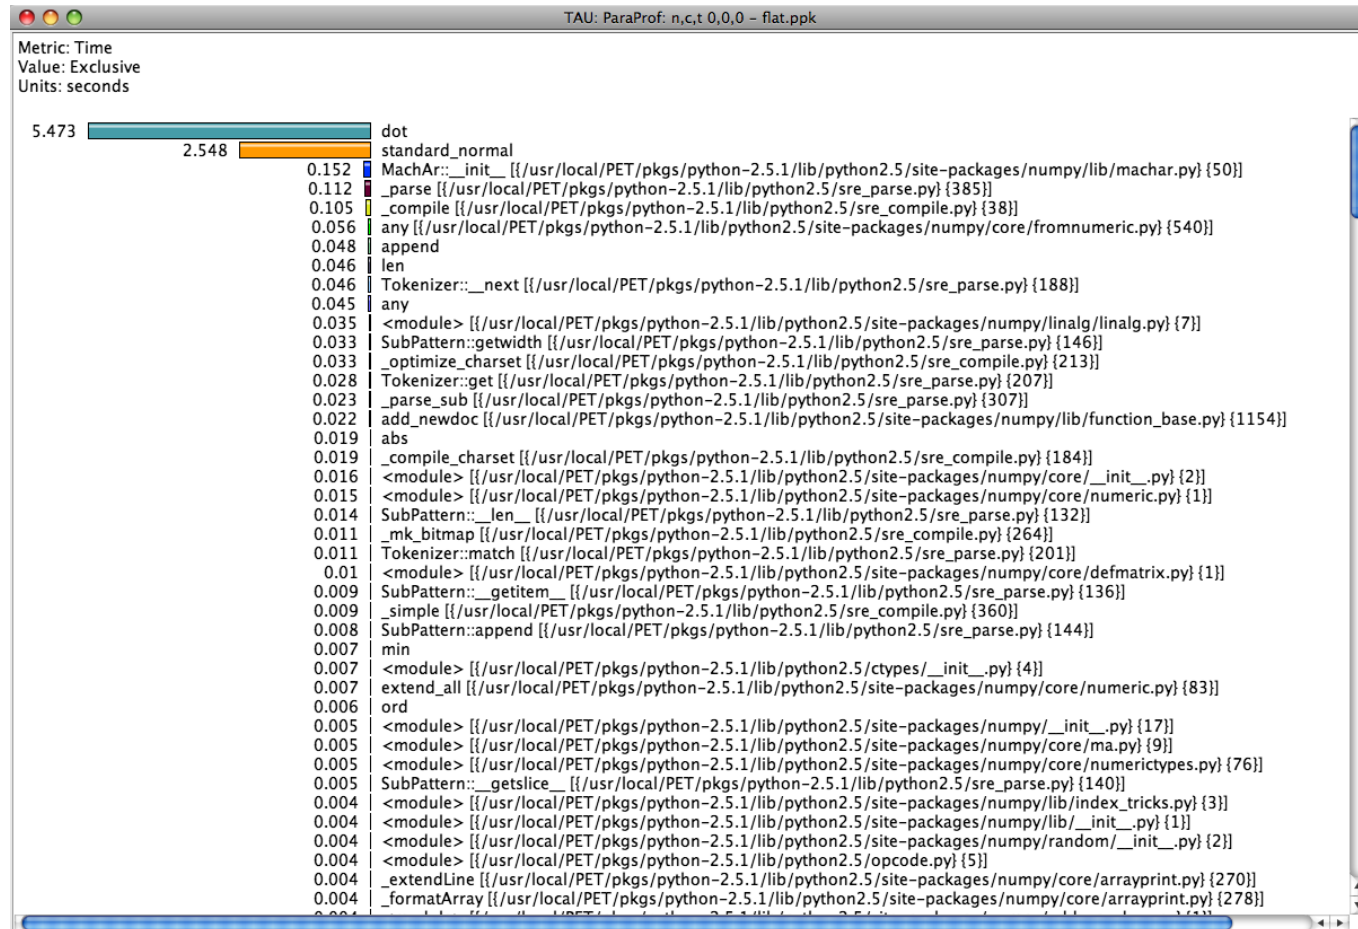 TAU: ParaProf: n,c,t 0,0,0 – flat.ppk
Metric: Time
Value: Exclusive
Units: seconds
5.473 dot
2.548 standard_normal
0.152 MachAr::__init__ [{/usr/local/PET/pkgs/python-2.5.1/lib/python2.5/site-packages/numpy/lib/machar.py} {50}]
0.112 _parse [{/usr/local/PET/pkgs/python-2.5.1/lib/python2.5/sre_parse.py} {385}]
0.105 _compile [{/usr/local/PET/pkgs/python-2.5.1/lib/python2.5/sre_compile.py} {38}]
0.056 any [{/usr/local/PET/pkgs/python-2.5.1/lib/python2.5/site-packages/numpy/core/fromnumeric.py} {540}]
0.048 append
0.046 len
0.046 Tokenizer::__next [{/usr/local/PET/pkgs/python-2.5.1/lib/python2.5/sre_parse.py} {188}]
0.045 any
0.035 <module> [{/usr/local/PET/pkgs/python-2.5.1/lib/python2.5/site-packages/numpy/linalg/linalg.py} {7}]
0.033 SubPattern::getwidth [{/usr/local/PET/pkgs/python-2.5.1/lib/python2.5/sre_parse.py} {146}]
0.033 _optimize_charset [{/usr/local/PET/pkgs/python-2.5.1/lib/python2.5/sre_compile.py} {213}]
0.028 Tokenizer::get [{/usr/local/PET/pkgs/python-2.5.1/lib/python2.5/sre_parse.py} {207}]
0.023 _parse_sub [{/usr/local/PET/pkgs/python-2.5.1/lib/python2.5/sre_parse.py} {307}]
0.022 add_newdoc [{/usr/local/PET/pkgs/python-2.5.1/lib/python2.5/site-packages/numpy/lib/function_base.py} {1154}]
0.019 abs
0.019 _compile_charset [{/usr/local/PET/pkgs/python-2.5.1/lib/python2.5/sre_compile.py} {184}]
0.016 <module> [{/usr/local/PET/pkgs/python-2.5.1/lib/python2.5/site-packages/numpy/core/__init__.py} {2}]
0.015 <module> [{/usr/local/PET/pkgs/python-2.5.1/lib/python2.5/site-packages/numpy/core/numeric.py} {1}]
0.014 SubPattern::__len__ [{/usr/local/PET/pkgs/python-2.5.1/lib/python2.5/sre_parse.py} {132}]
0.011 _mk_bitmap [{/usr/local/PET/pkgs/python-2.5.1/lib/python2.5/sre_compile.py} {264}]
0.011 Tokenizer::match [{/usr/local/PET/pkgs/python-2.5.1/lib/python2.5/sre_parse.py} {201}]
0.01 <module> [{/usr/local/PET/pkgs/python-2.5.1/lib/python2.5/site-packages/numpy/core/defmatrix.py} {1}]
0.009 SubPattern::__getitem__ [{/usr/local/PET/pkgs/python-2.5.1/lib/python2.5/sre_parse.py} {136}]
0.009 _simple [{/usr/local/PET/pkgs/python-2.5.1/lib/python2.5/sre_compile.py} {360}]
0.008 SubPattern::append [{/usr/local/PET/pkgs/python-2.5.1/lib/python2.5/sre_parse.py} {144}]
0.007 min
0.007 <module> [{/usr/local/PET/pkgs/python-2.5.1/lib/python2.5/ctypes/__init__.py} {4}]
0.007 extend_all [{/usr/local/PET/pkgs/python-2.5.1/lib/python2.5/site-packages/numpy/core/numeric.py} {83}]
0.006 ord
0.005 <module> [{/usr/local/PET/pkgs/python-2.5.1/lib/python2.5/site-packages/numpy/__init__.py} {17}]
0.005 <module> [{/usr/local/PET/pkgs/python-2.5.1/lib/python2.5/site-packages/numpy/core/ma.py} {9}]
0.005 <module> [{/usr/local/PET/pkgs/python-2.5.1/lib/python2.5/site-packages/numpy/core/numerictypes.py} {76}]
0.005 SubPattern::__getslice__ [{/usr/local/PET/pkgs/python-2.5.1/lib/python2.5/sre_parse.py} {140}]
0.004 <module> [{/usr/local/PET/pkgs/python-2.5.1/lib/python2.5/site-packages/numpy/lib/index_tricks.py} {3}]
0.004 <module> [{/usr/local/PET/pkgs/python-2.5.1/lib/python2.5/site-packages/numpy/lib/__init__.py} {1}]
0.004 <module> [{/usr/local/PET/pkgs/python-2.5.1/lib/python2.5/site-packages/numpy/random/__init__.py} {2}]
0.004 <module> [{/usr/local/PET/pkgs/python-2.5.1/lib/python2.5/opcode.py} {5}]
0.004 _extendLine [{/usr/local/PET/pkgs/python-2.5.1/lib/python2.5/site-packages/numpy/core/arrayprint.py} {270}]
0.004 _formatArray [{/usr/local/PET/pkgs/python-2.5.1/lib/python2.5/site-packages/numpy/core/arrayprint.py} {278}]